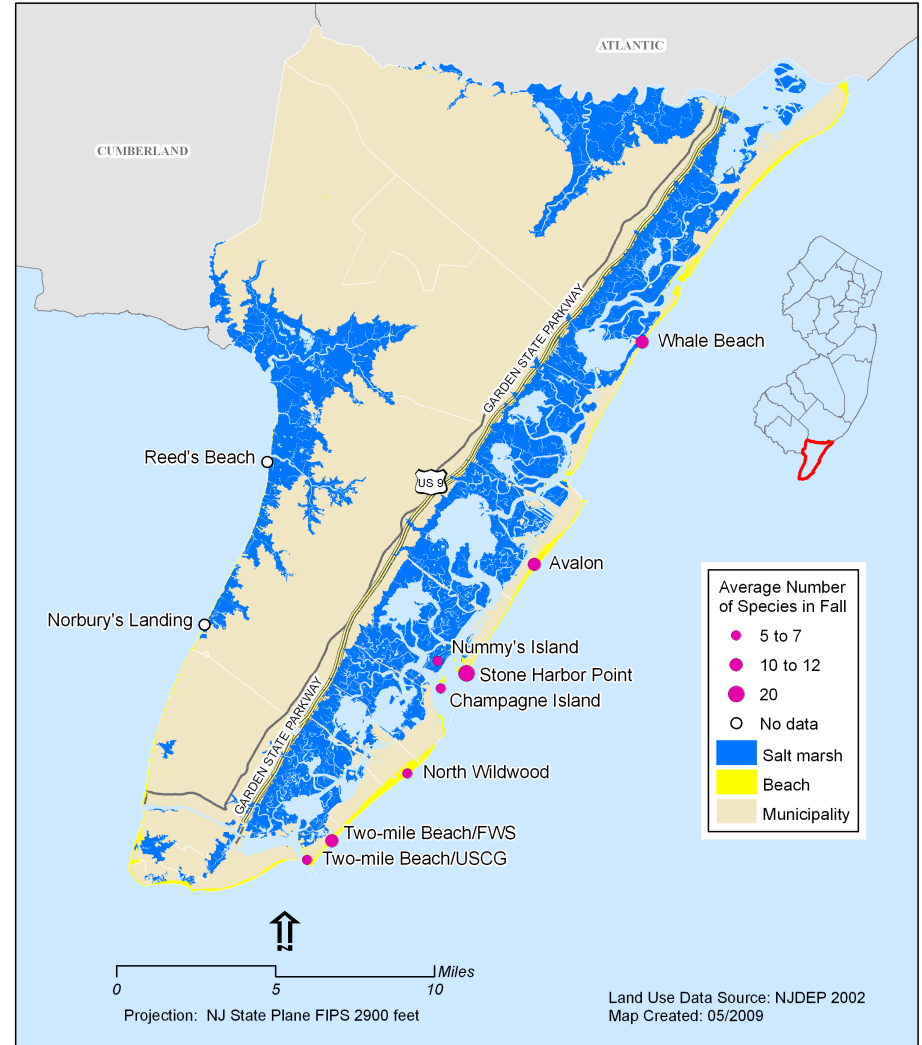 ATLANTIC
CUMBERLAND
GARDEN STATE PARKWAY
Whale Beach
Reed's Beach
US 9
Avalon
Norbury's Landing
Nummy's Island
Stone Harbor Point
Champagne Island
GARDEN STATE PARKWAY
North Wildwood
Two-mile Beach/FWS
Two-mile Beach/USCG
Average Number
of Species in Fall
5 to 7
10 to 12
20
No data
Salt marsh
Beach
Municipality
N
Miles
0 5 10
Projection: NJ State Plane FIPS 2900 feet
Land Use Data Source: NJDEP 2002
Map Created: 05/2009